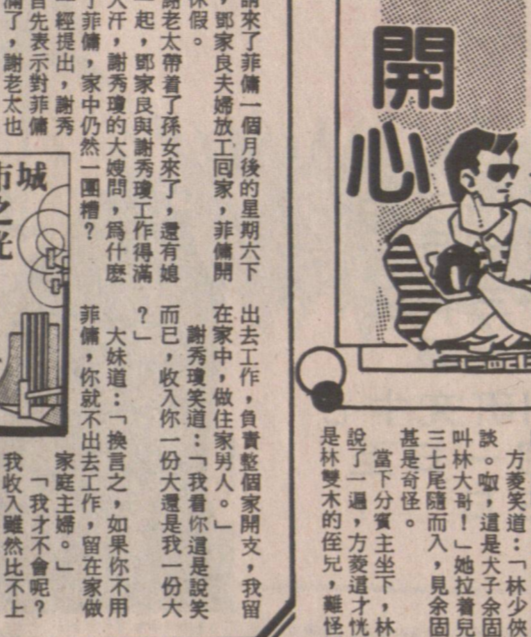 開心
方菱笑道：「林少俠
談。咖，這是犬子余固
叫林大哥！」她拉着兒
三七尾隨而入，見余固
甚是奇怪。
當下分賓主坐下，林
說了一遍，方菱這才恍
是林雙木的侄兒，難怪
請來了菲傭一個月後的星期六下
，鄧家良夫婦放工囘家，菲傭開
休假。
謝老太帶着了孫女來了，還有媳
一起，鄧家良與謝秀瓊工作得滿
大汗，謝秀瓊的大嫂問，爲什麽
了菲傭，家中仍然一團糟？
一經提出，謝秀
首先表示對菲傭
滿了，謝老太也
出去工作，負責整個家開支，我留
在家中，做住家男人。」
謝秀瓊笑道：「我看你這是說笑
而已，收入你一份大還是我一份大
？」
大妹道：「換言之，如果你不用
菲傭，你就不出去工作，留在家做
家庭主婦。」
「我才不會呢？
我收入雖然比不上
城市之光